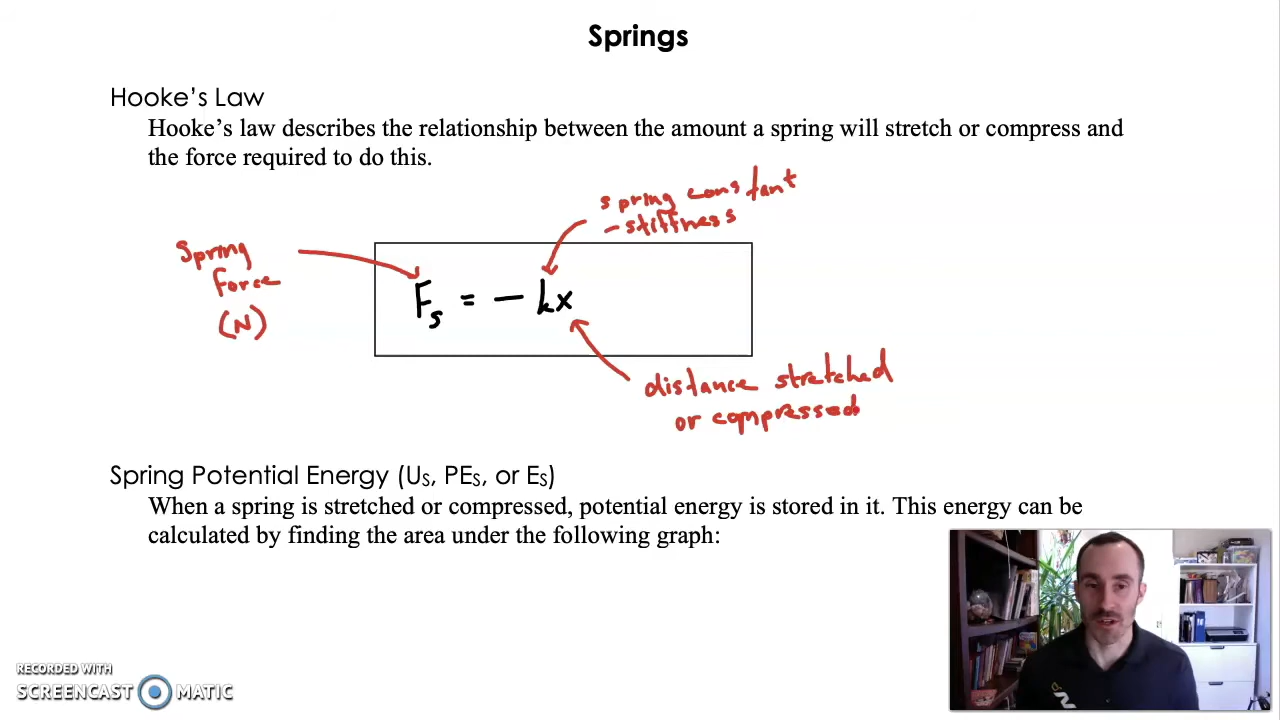 Springs
Hooke's Law
Hooke's law describes the relationship between the amount a spring will stretch or compress and
the force required to do this.
spring constant
- stiffness
Spring
force
(N)
Fs = - kx
distance stretched
or compressed
Spring Potential Energy (Us, PEs, or Es)
When a spring is stretched or compressed, potential energy is stored in it. This energy can be
calculated by finding the area under the following graph:
RECORDED WITH
SCREENCAST MATIC